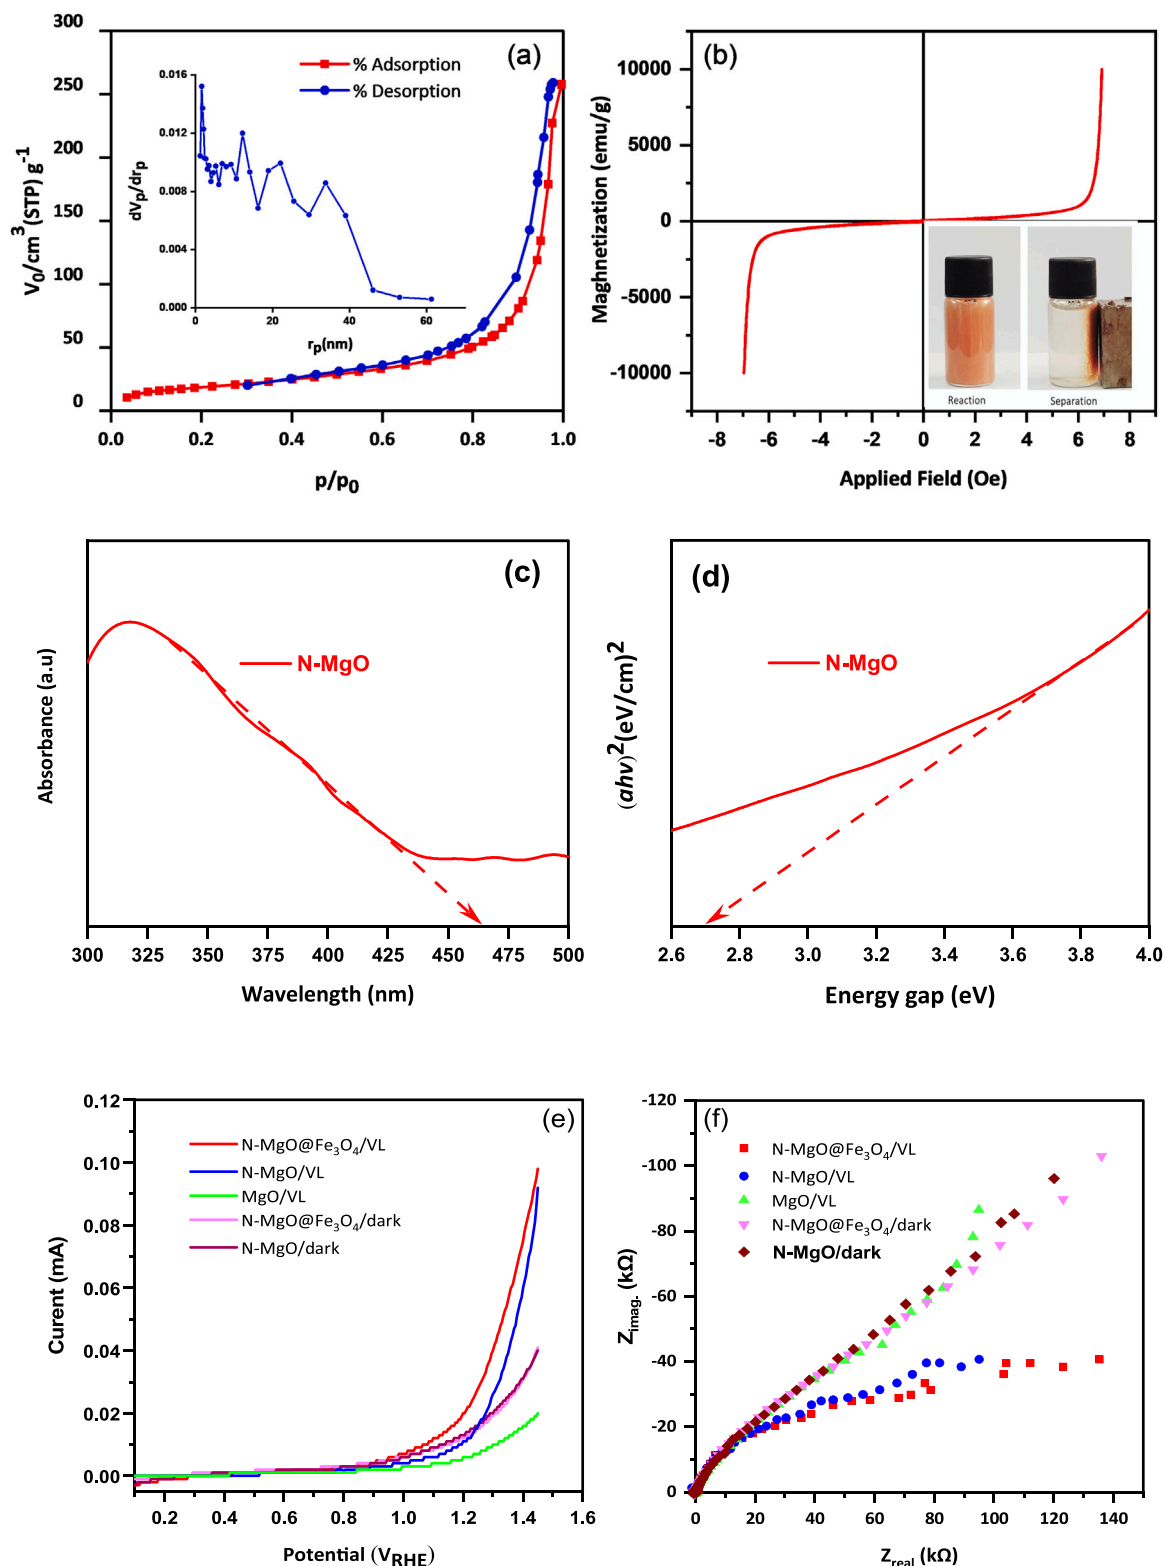 (a)
% Adsorption
% Desorption
V₀/cm³(STP) g⁻¹
300
250
200
150
100
50
0
0.0 0.2 0.4 0.6 0.8 1.0
p/p₀
dVₚ/drₚ
0.016
0.012
0.008
0.004
0.000
0 20 40 60
rₚ(nm)
(b)
Maghnetization (emu/g)
10000
5000
0
-5000
-10000
-8 -6 -4 -2 0 2 4 6 8
Applied Field (Oe)
Reaction
Separation
(c)
N-MgO
Absorbance (a.u)
300 325 350 375 400 425 450 475 500
Wavelength (nm)
(d)
N-MgO
(ahv)²(eV/cm)²
2.6 2.8 3.0 3.2 3.4 3.6 3.8 4.0
Energy gap (eV)
(e)
N-MgO@Fe₃O₄/VL
N-MgO/VL
MgO/VL
N-MgO@Fe₃O₄/dark
N-MgO/dark
Curent (mA)
0.12
0.10
0.08
0.06
0.04
0.02
0.00
0.2 0.4 0.6 0.8 1.0 1.2 1.4
Potential (V_RHE)
(f)
N-MgO@Fe₃O₄/VL
N-MgO/VL
MgO/VL
N-MgO@Fe₃O₄/dark
N-MgO/dark
Z_imag. (kΩ)
-120
-100
-80
-60
-40
-20
0
0 20 40 60 80 100 120 140
Z_real (kΩ)